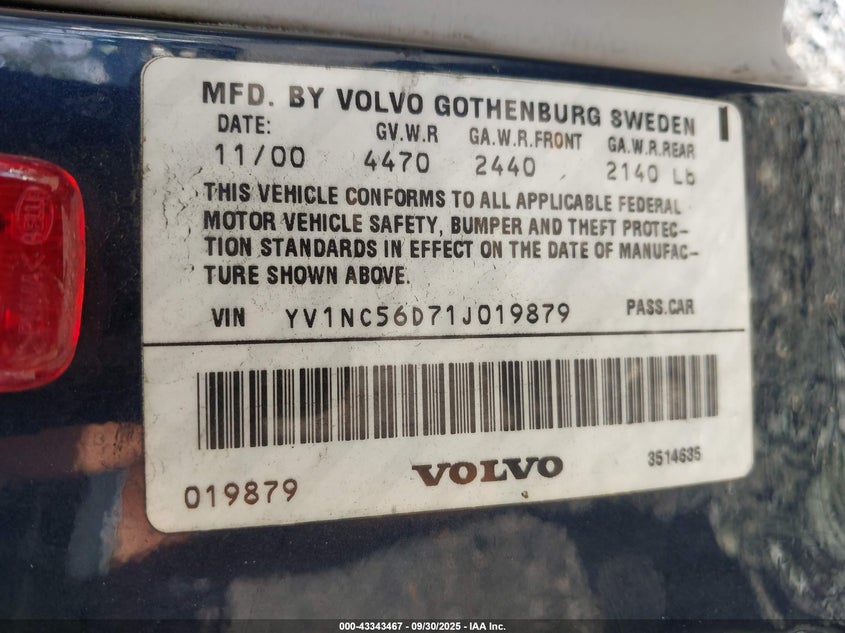 MFD. BY VOLVO GOTHENBURG SWEDEN
DATE: GV.W.R GA.W.R.FRONT GA.W.R.REAR
11/00 4470 2440 2140 Lb
THIS VEHICLE CONFORMS TO ALL APPLICABLE FEDERAL
MOTOR VEHICLE SAFETY, BUMPER AND THEFT PROTEC-
TION STANDARDS IN EFFECT ON THE DATE OF MANUFAC-
TURE SHOWN ABOVE.
VIN YV1NC56D71J019879 PASS.CAR
019879 VOLVO 3514635
000-43343467 - 09/30/2025 - IAA Inc.